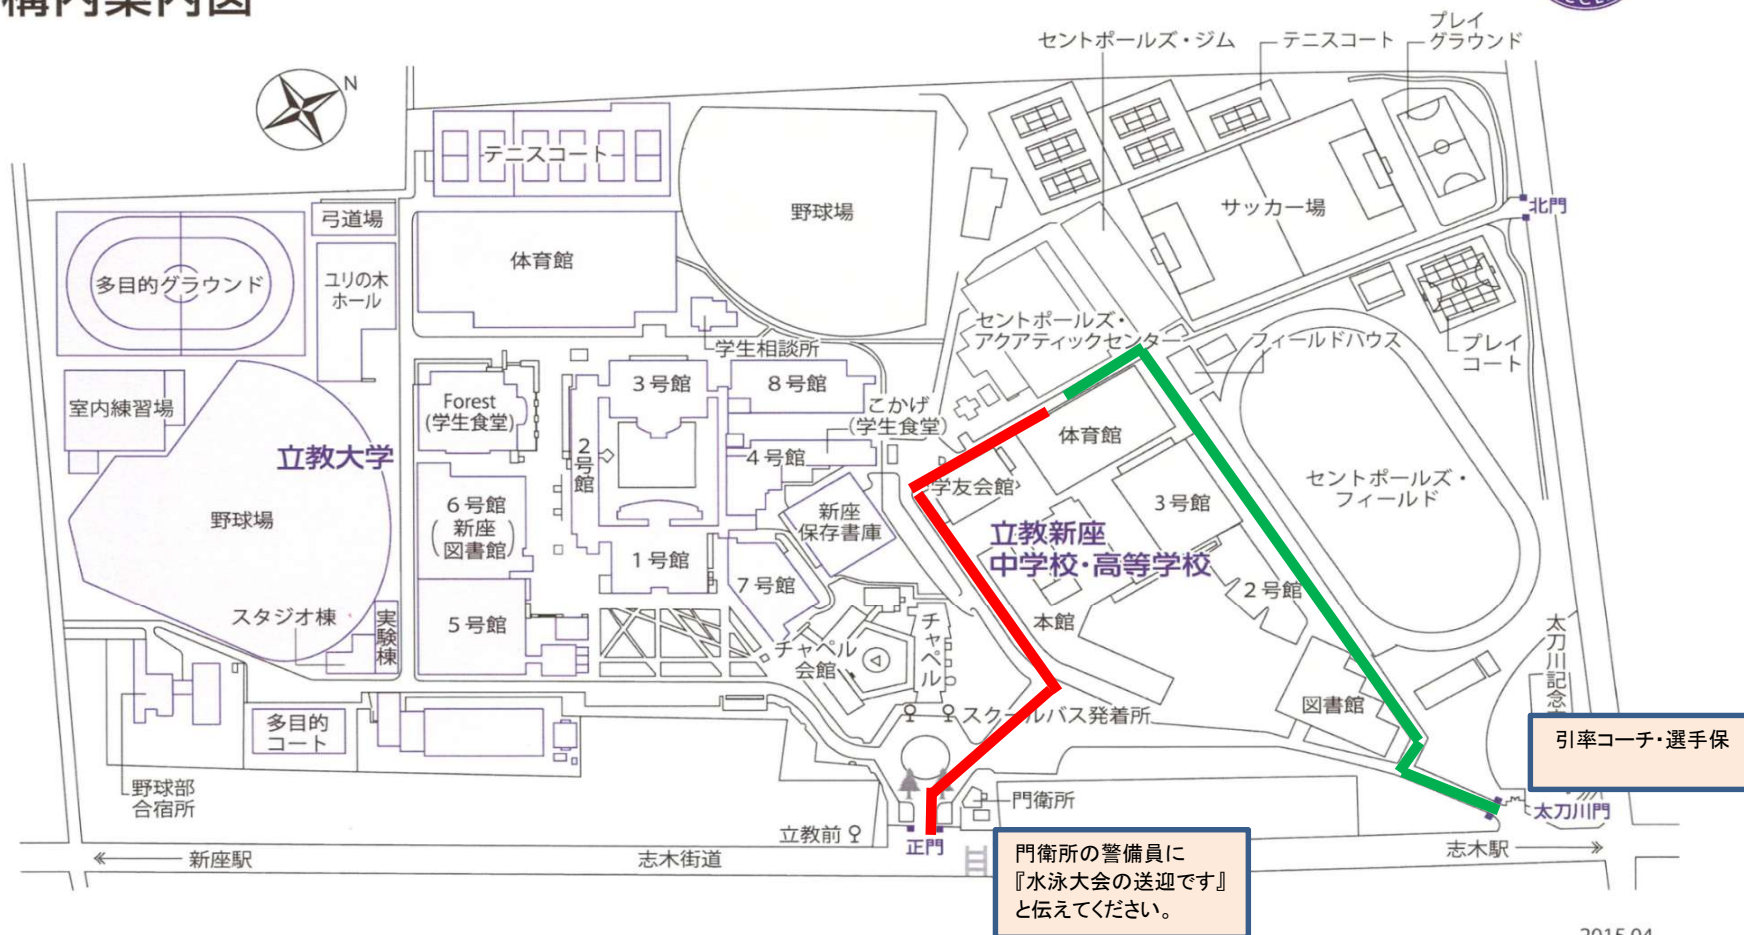 構内案内図
N
セントポールズ・ジム
テニスコート
プレイ
グラウンド
テニスコート
野球場
サッカー場
北門
弓道場
体育館
多目的グラウンド
ユリの木
ホール
学生相談所
セントポールズ・
アクアティックセンター
フィールドハウス
プレイ
コート
3号館
8号館
室内練習場
Forest
(学生食堂)
こかげ
(学生食堂)
体育館
立教大学
2号館
4号館
学友会館
セントポールズ・
フィールド
野球場
6号館
新座
図書館
新座
保存書庫
3号館
立教新座
中学校・高等学校
1号館
7号館
2号館
スタジオ棟
実験棟
5号館
チャペル
会館
チャペル
本館
太刀川記念
図書館
スクールバス発着所
多目的
コート
引率コーチ・選手保
野球部
合宿所
門衛所
太刀川門
立教前
正門
新座駅
志木街道
志木駅
門衛所の警備員に
『水泳大会の送迎です』
と伝えてください。